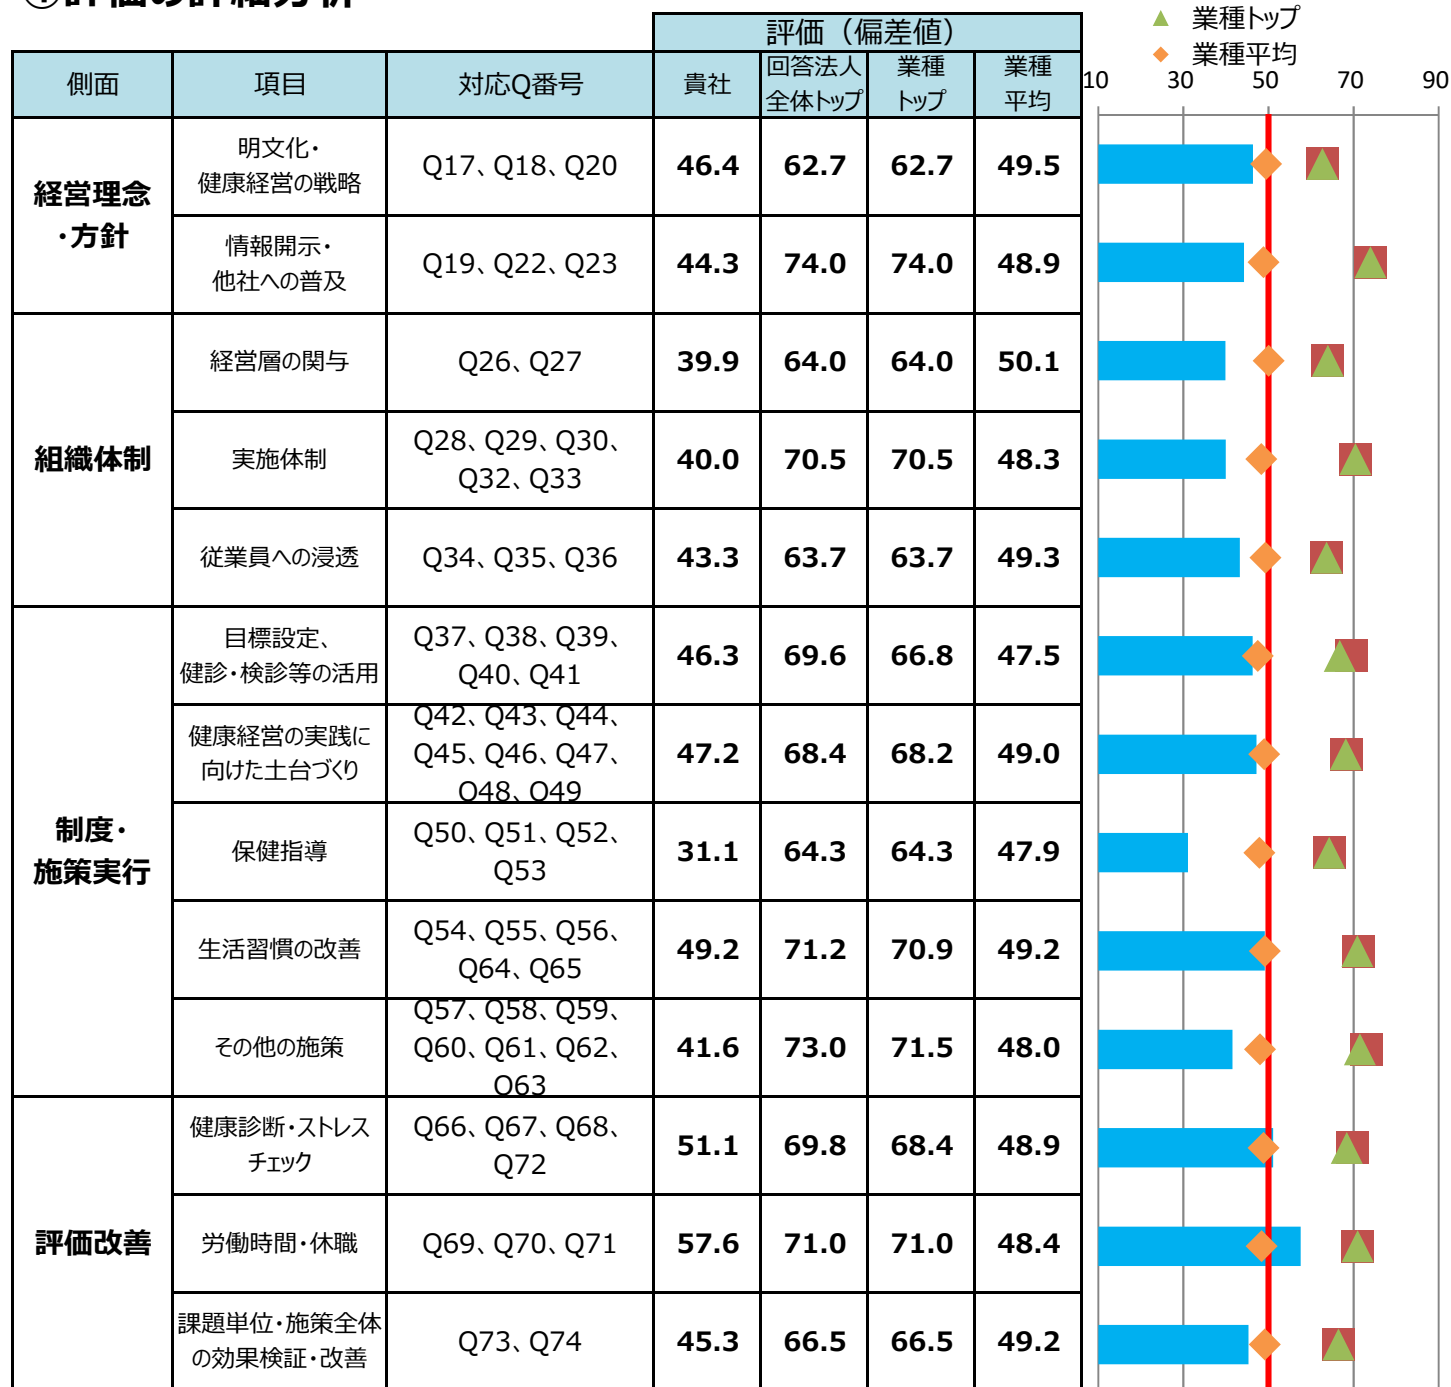 ①評価の詳細分析
▲ 業種トップ
◆ 業種平均
評価（偏差値）
側面 項目 対応Q番号 貴社 回答法人 業種 業種
全体トップ トップ 平均
10 30 50 70 90
経営理念
・方針
明文化・
健康経営の戦略
Q17、Q18、Q20 46.4 62.7 62.7 49.5
情報開示・
他社への普及
Q19、Q22、Q23 44.3 74.0 74.0 48.9
組織体制
経営層の関与 Q26、Q27 39.9 64.0 64.0 50.1
実施体制
Q28、Q29、Q30、
Q32、Q33
40.0 70.5 70.5 48.3
従業員への浸透 Q34、Q35、Q36 43.3 63.7 63.7 49.3
制度・
施策実行
目標設定、
健診・検診等の活用
Q37、Q38、Q39、
Q40、Q41
46.3 69.6 66.8 47.5
健康経営の実践に
向けた土台づくり
Q42、Q43、Q44、
Q45、Q46、Q47、
Q48、Q49
47.2 68.4 68.2 49.0
保健指導
Q50、Q51、Q52、
Q53
31.1 64.3 64.3 47.9
生活習慣の改善
Q54、Q55、Q56、
Q64、Q65
49.2 71.2 70.9 49.2
その他の施策
Q57、Q58、Q59、
Q60、Q61、Q62、
Q63
41.6 73.0 71.5 48.0
評価改善
健康診断・ストレス
チェック
Q66、Q67、Q68、
Q72
51.1 69.8 68.4 48.9
労働時間・休職 Q69、Q70、Q71 57.6 71.0 71.0 48.4
課題単位・施策全体
の効果検証・改善
Q73、Q74 45.3 66.5 66.5 49.2